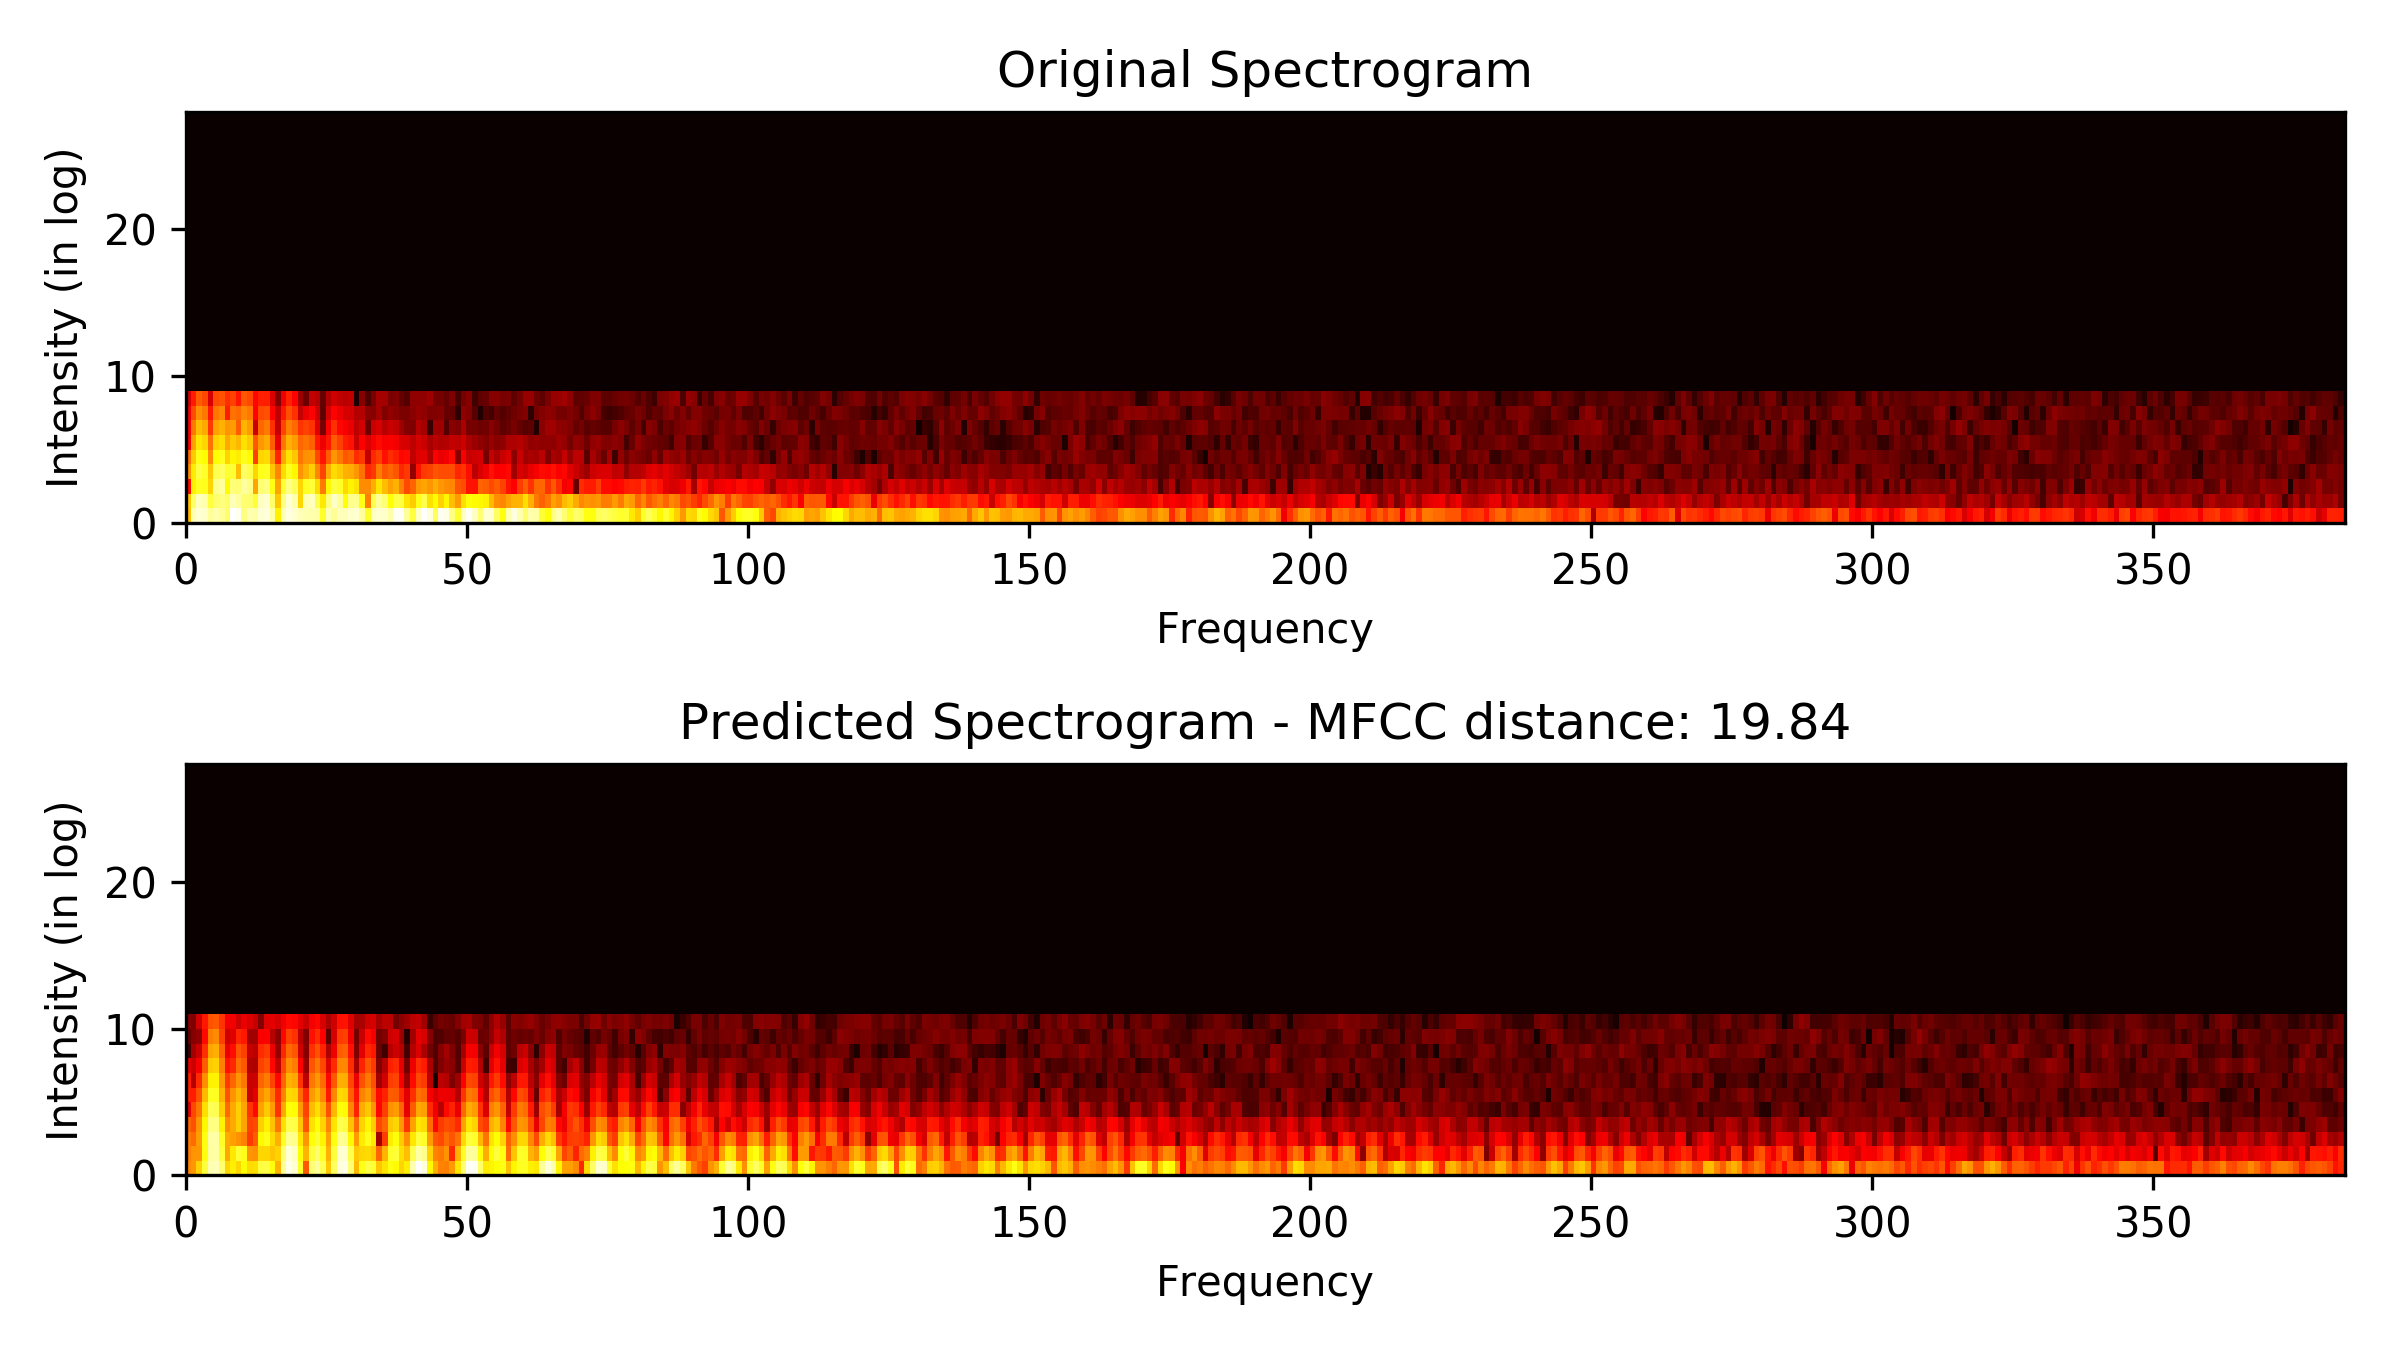 Original Spectrogram
Intensity (in log)
20
10
0
0 50 100 150 200 250 300 350
Frequency
Predicted Spectrogram - MFCC distance: 19.84
Intensity (in log)
20
10
0
0 50 100 150 200 250 300 350
Frequency